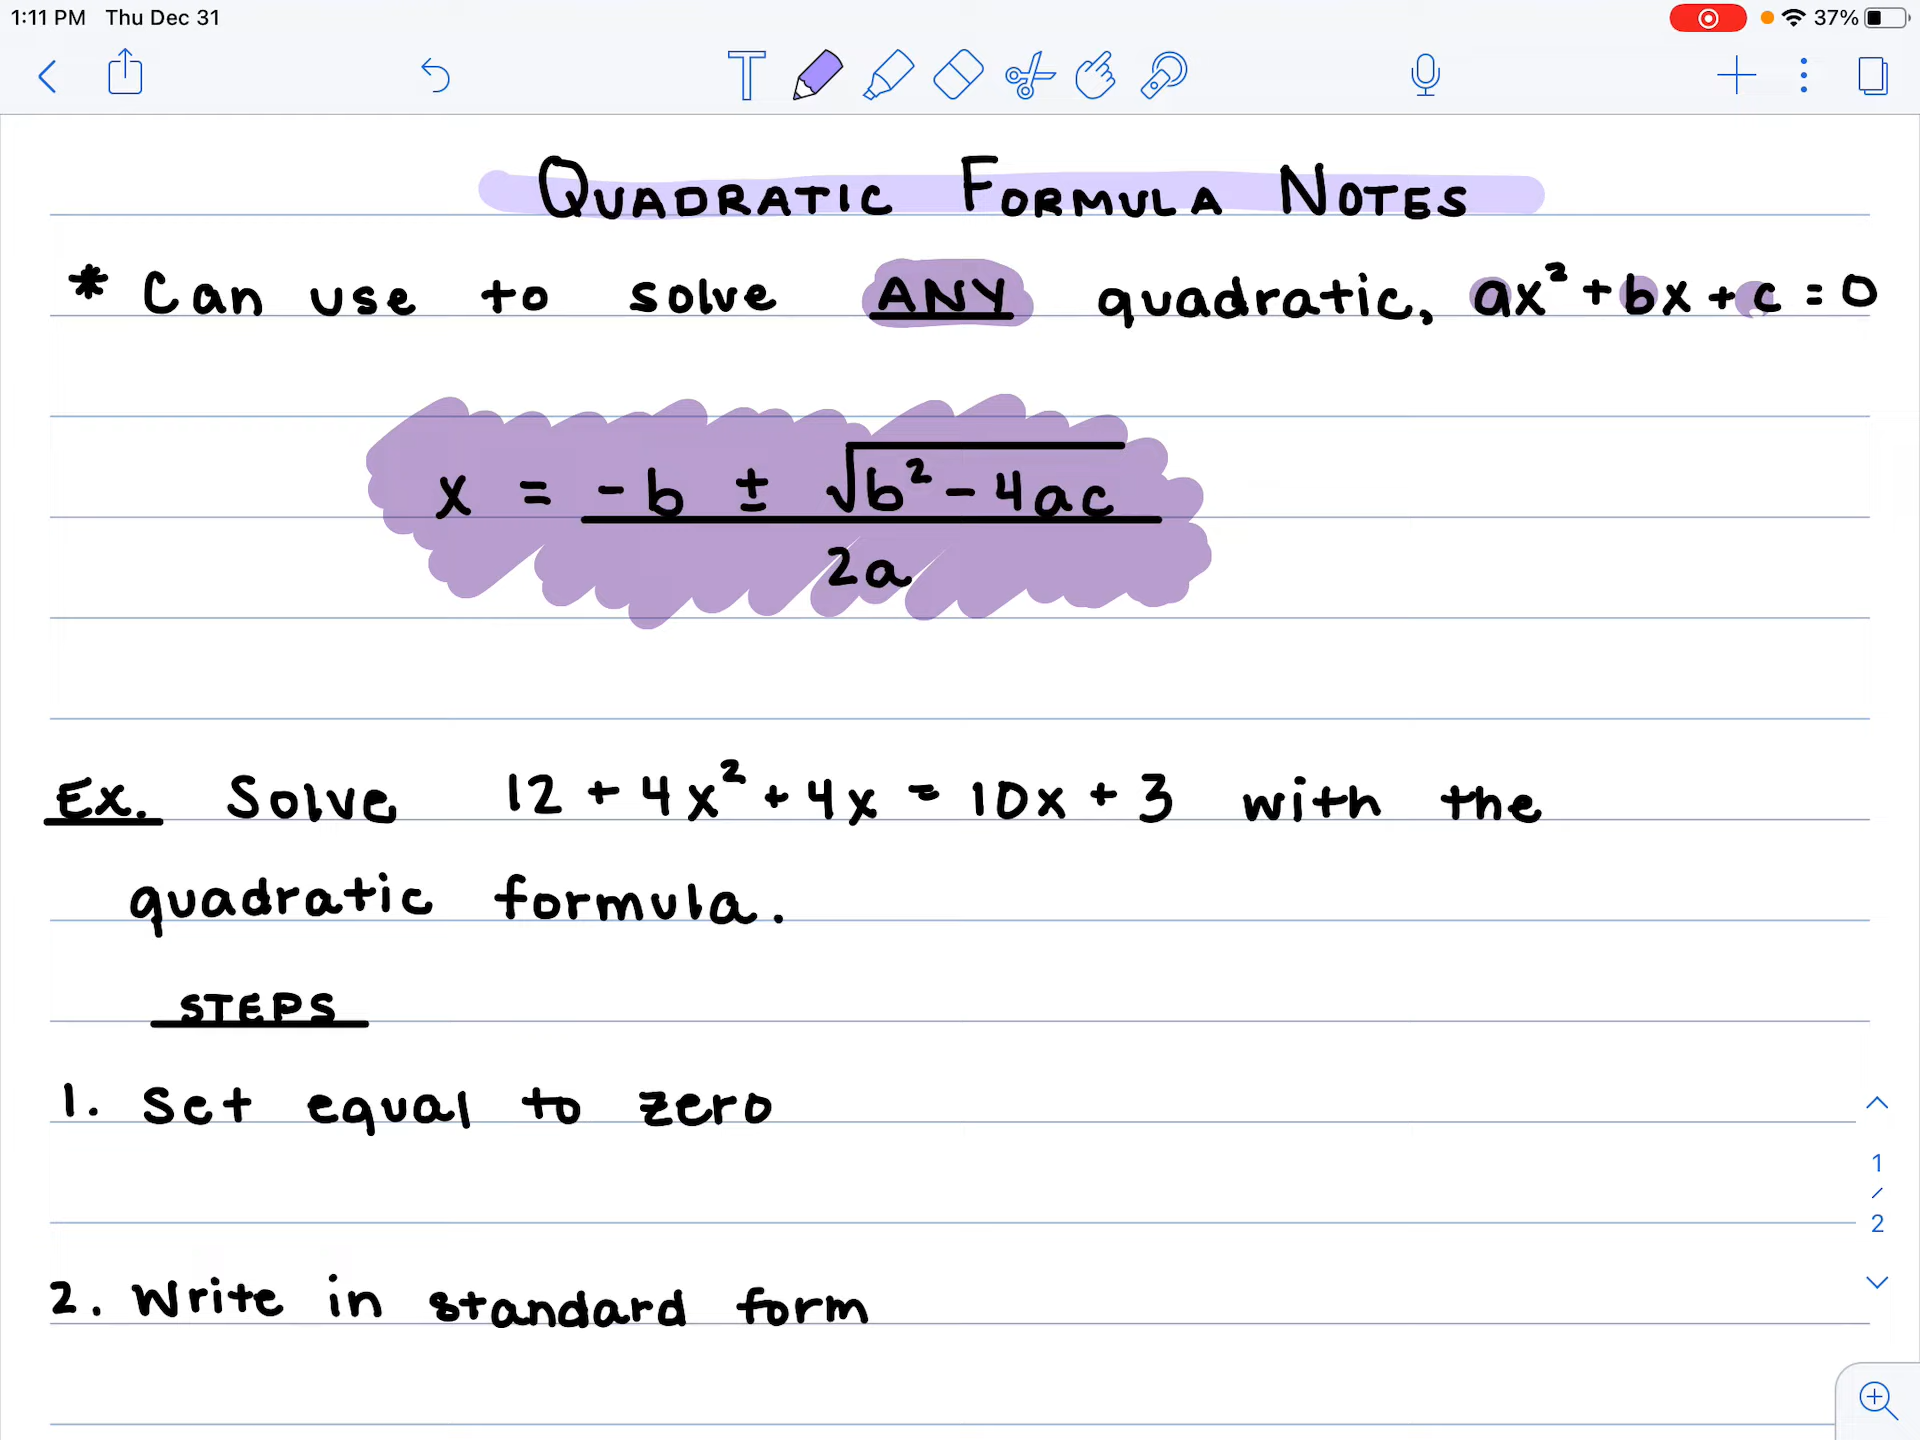 1:11 PM Thu Dec 31
37%
T
QUADRATIC FORMULA NOTES
* Can use to solve ANY quadratic, ax² + bx + c = 0
x = -b ± √b² - 4ac
2a
Ex. Solve 12 + 4x² + 4x = 10x + 3 with the
quadratic formula.
STEPS
1. Set equal to zero
1
/
2
2. Write in standard form